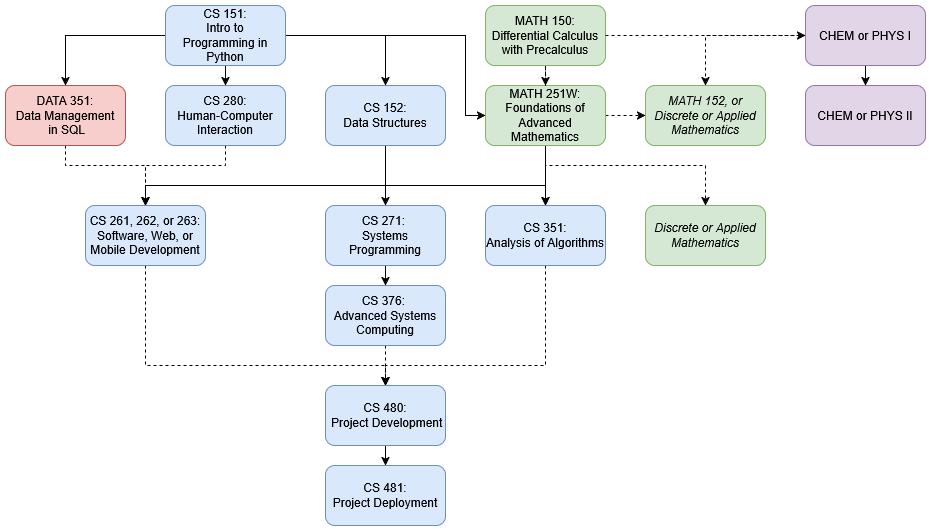 CS 151:
Intro to
Programming in
Python
MATH 150:
Differential Calculus
with Precalculus
CHEM or PHYS I
DATA 351:
Data Management
in SQL
CS 280:
Human-Computer
Interaction
CS 152:
Data Structures
MATH 251W:
Foundations of
Advanced
Mathematics
MATH 152, or
Discrete or Applied
Mathematics
CHEM or PHYS II
CS 261, 262, or 263:
Software, Web, or
Mobile Development
CS 271:
Systems
Programming
CS 351:
Analysis of Algorithms
Discrete or Applied
Mathematics
CS 376:
Advanced Systems
Computing
CS 480:
Project Development
CS 481:
Project Deployment